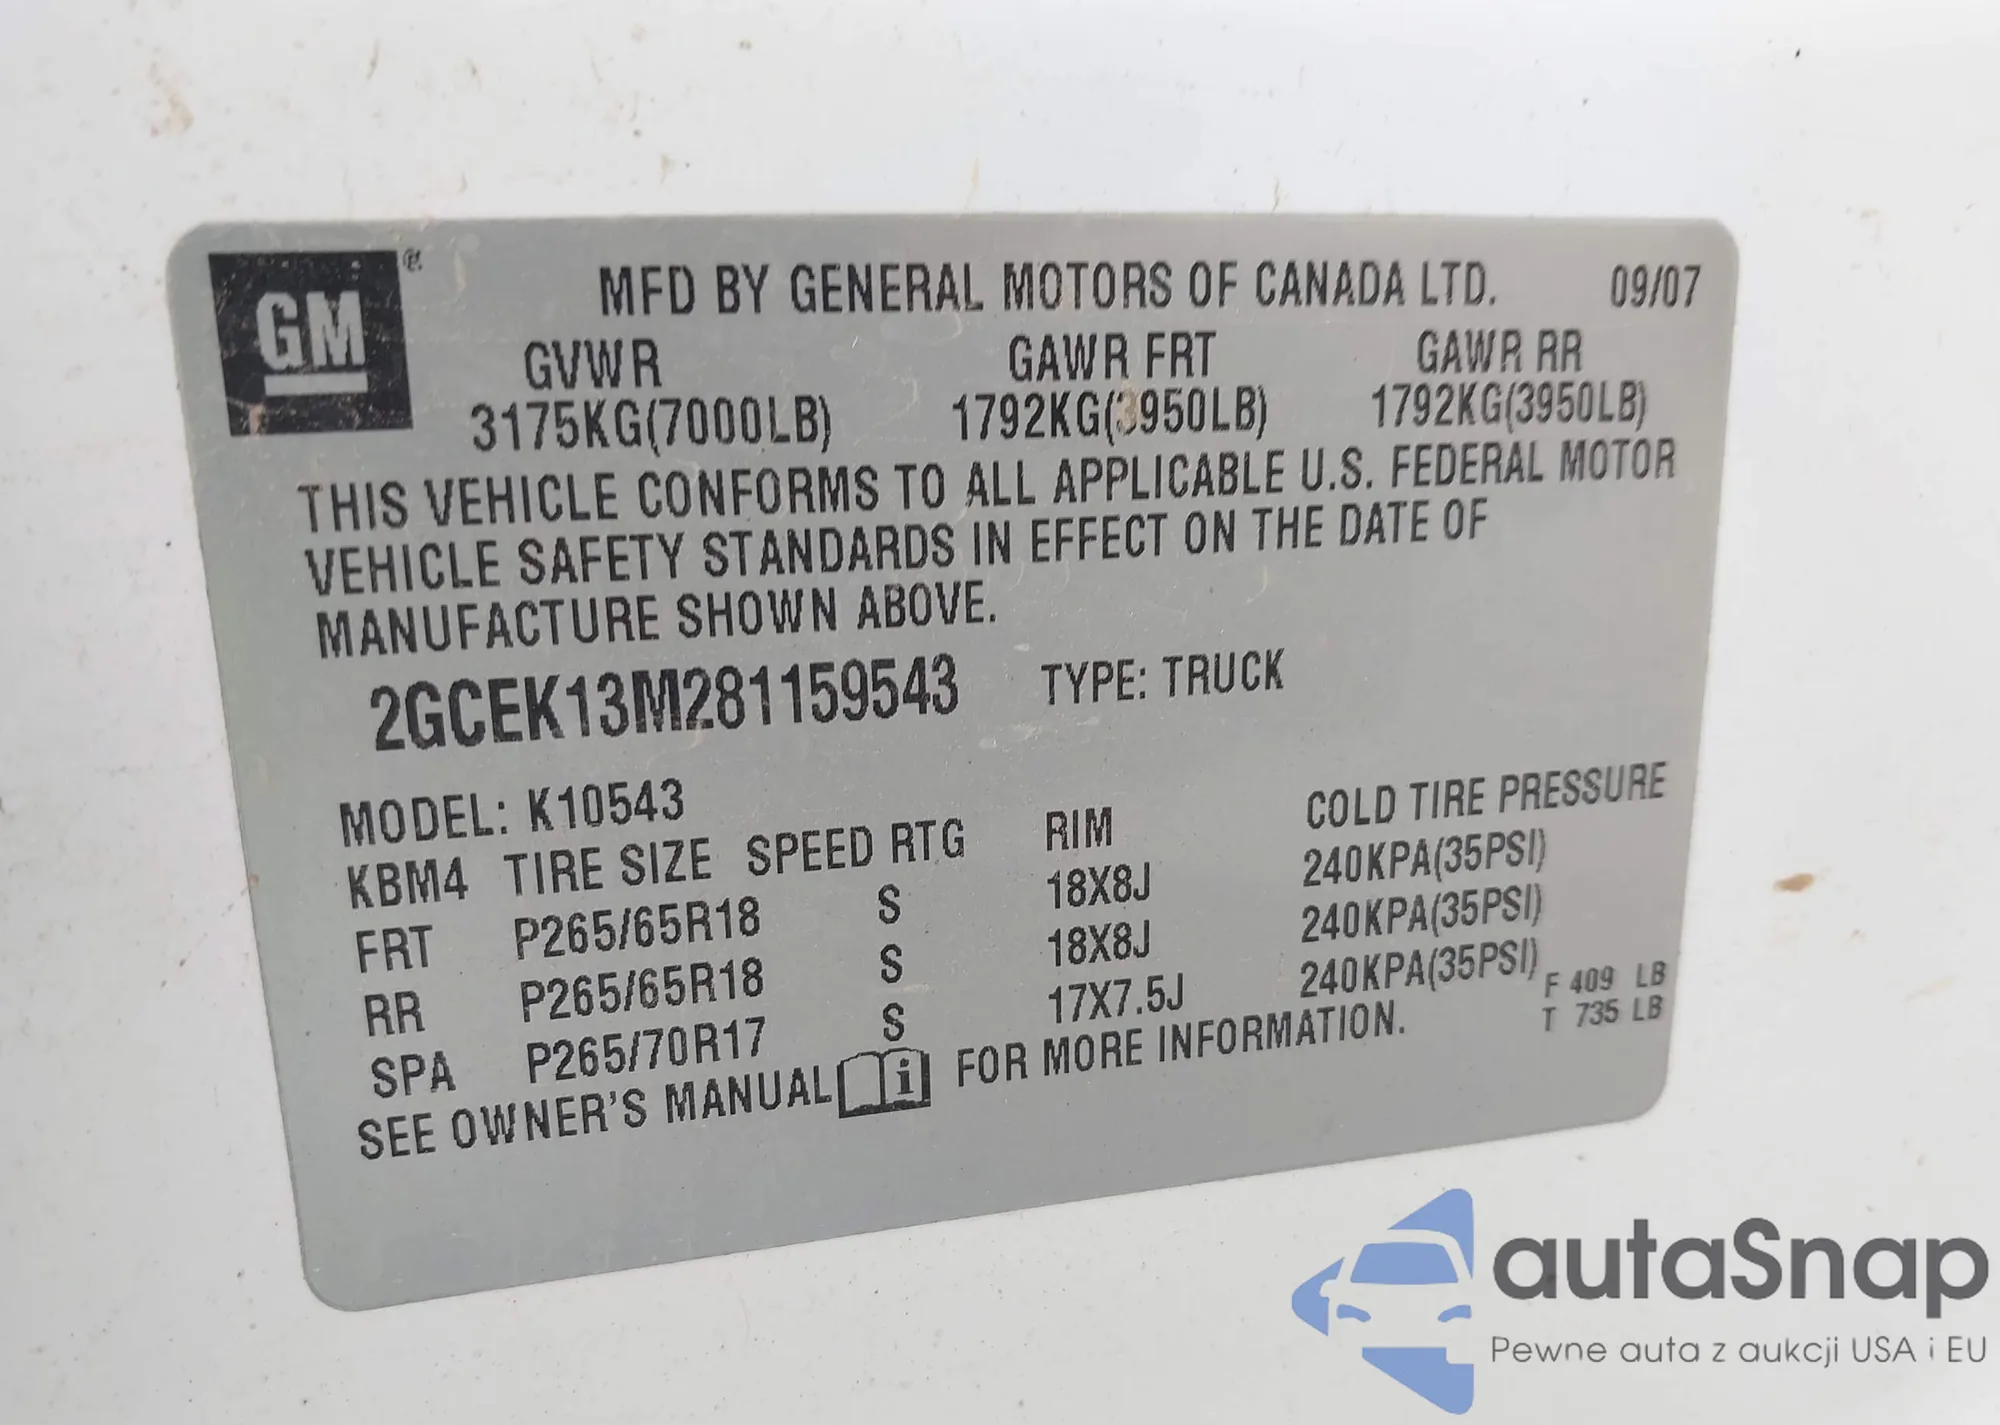 GM®
MFD BY GENERAL MOTORS OF CANADA LTD. 09/07
GVWR GAWR FRT GAWR RR
3175KG(7000LB) 1792KG(3950LB) 1792KG(3950LB)
THIS VEHICLE CONFORMS TO ALL APPLICABLE U.S. FEDERAL MOTOR
VEHICLE SAFETY STANDARDS IN EFFECT ON THE DATE OF
MANUFACTURE SHOWN ABOVE.
2GCEK13M281159543 TYPE: TRUCK
MODEL: K10543
KBM4 TIRE SIZE SPEED RTG RIM COLD TIRE PRESSURE
FRT P265/65R18 S 18X8J 240KPA(35PSI)
RR P265/65R18 S 18X8J 240KPA(35PSI)
SPA P265/70R17 S 17X7.5J 240KPA(35PSI)
F 409 LB
T 735 LB
SEE OWNER'S MANUAL i FOR MORE INFORMATION.
autaSnap
Pewne auta z aukcji USA i EU